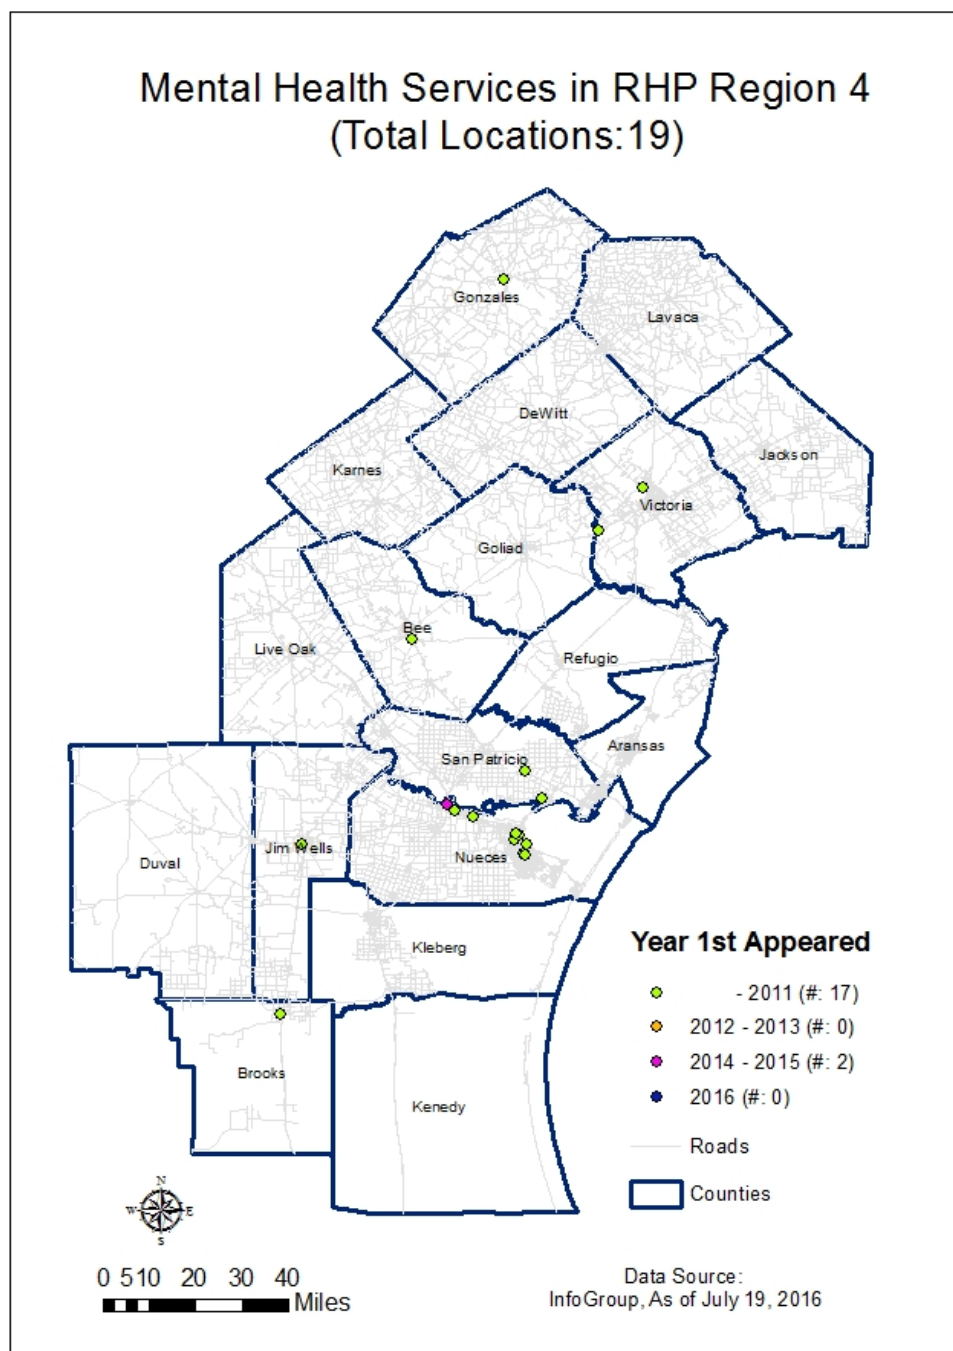 Mental Health Services in RHP Region 4
(Total Locations:19)
Gonzales
Lavaca
DeWitt
Jackson
Karnes
Victoria
Goliad
Bee
Live Oak
Refugio
Aransas
San Patricio
Jim Wells
Duval
Nueces
Kleberg
Brooks
Kenedy
Year 1st Appeared
- 2011 (#: 17)
2012 - 2013 (#: 0)
2014 - 2015 (#: 2)
2016 (#: 0)
Roads
Counties
N
W E
S
0 5 10 20 30 40
Miles
Data Source:
InfoGroup, As of July 19, 2016